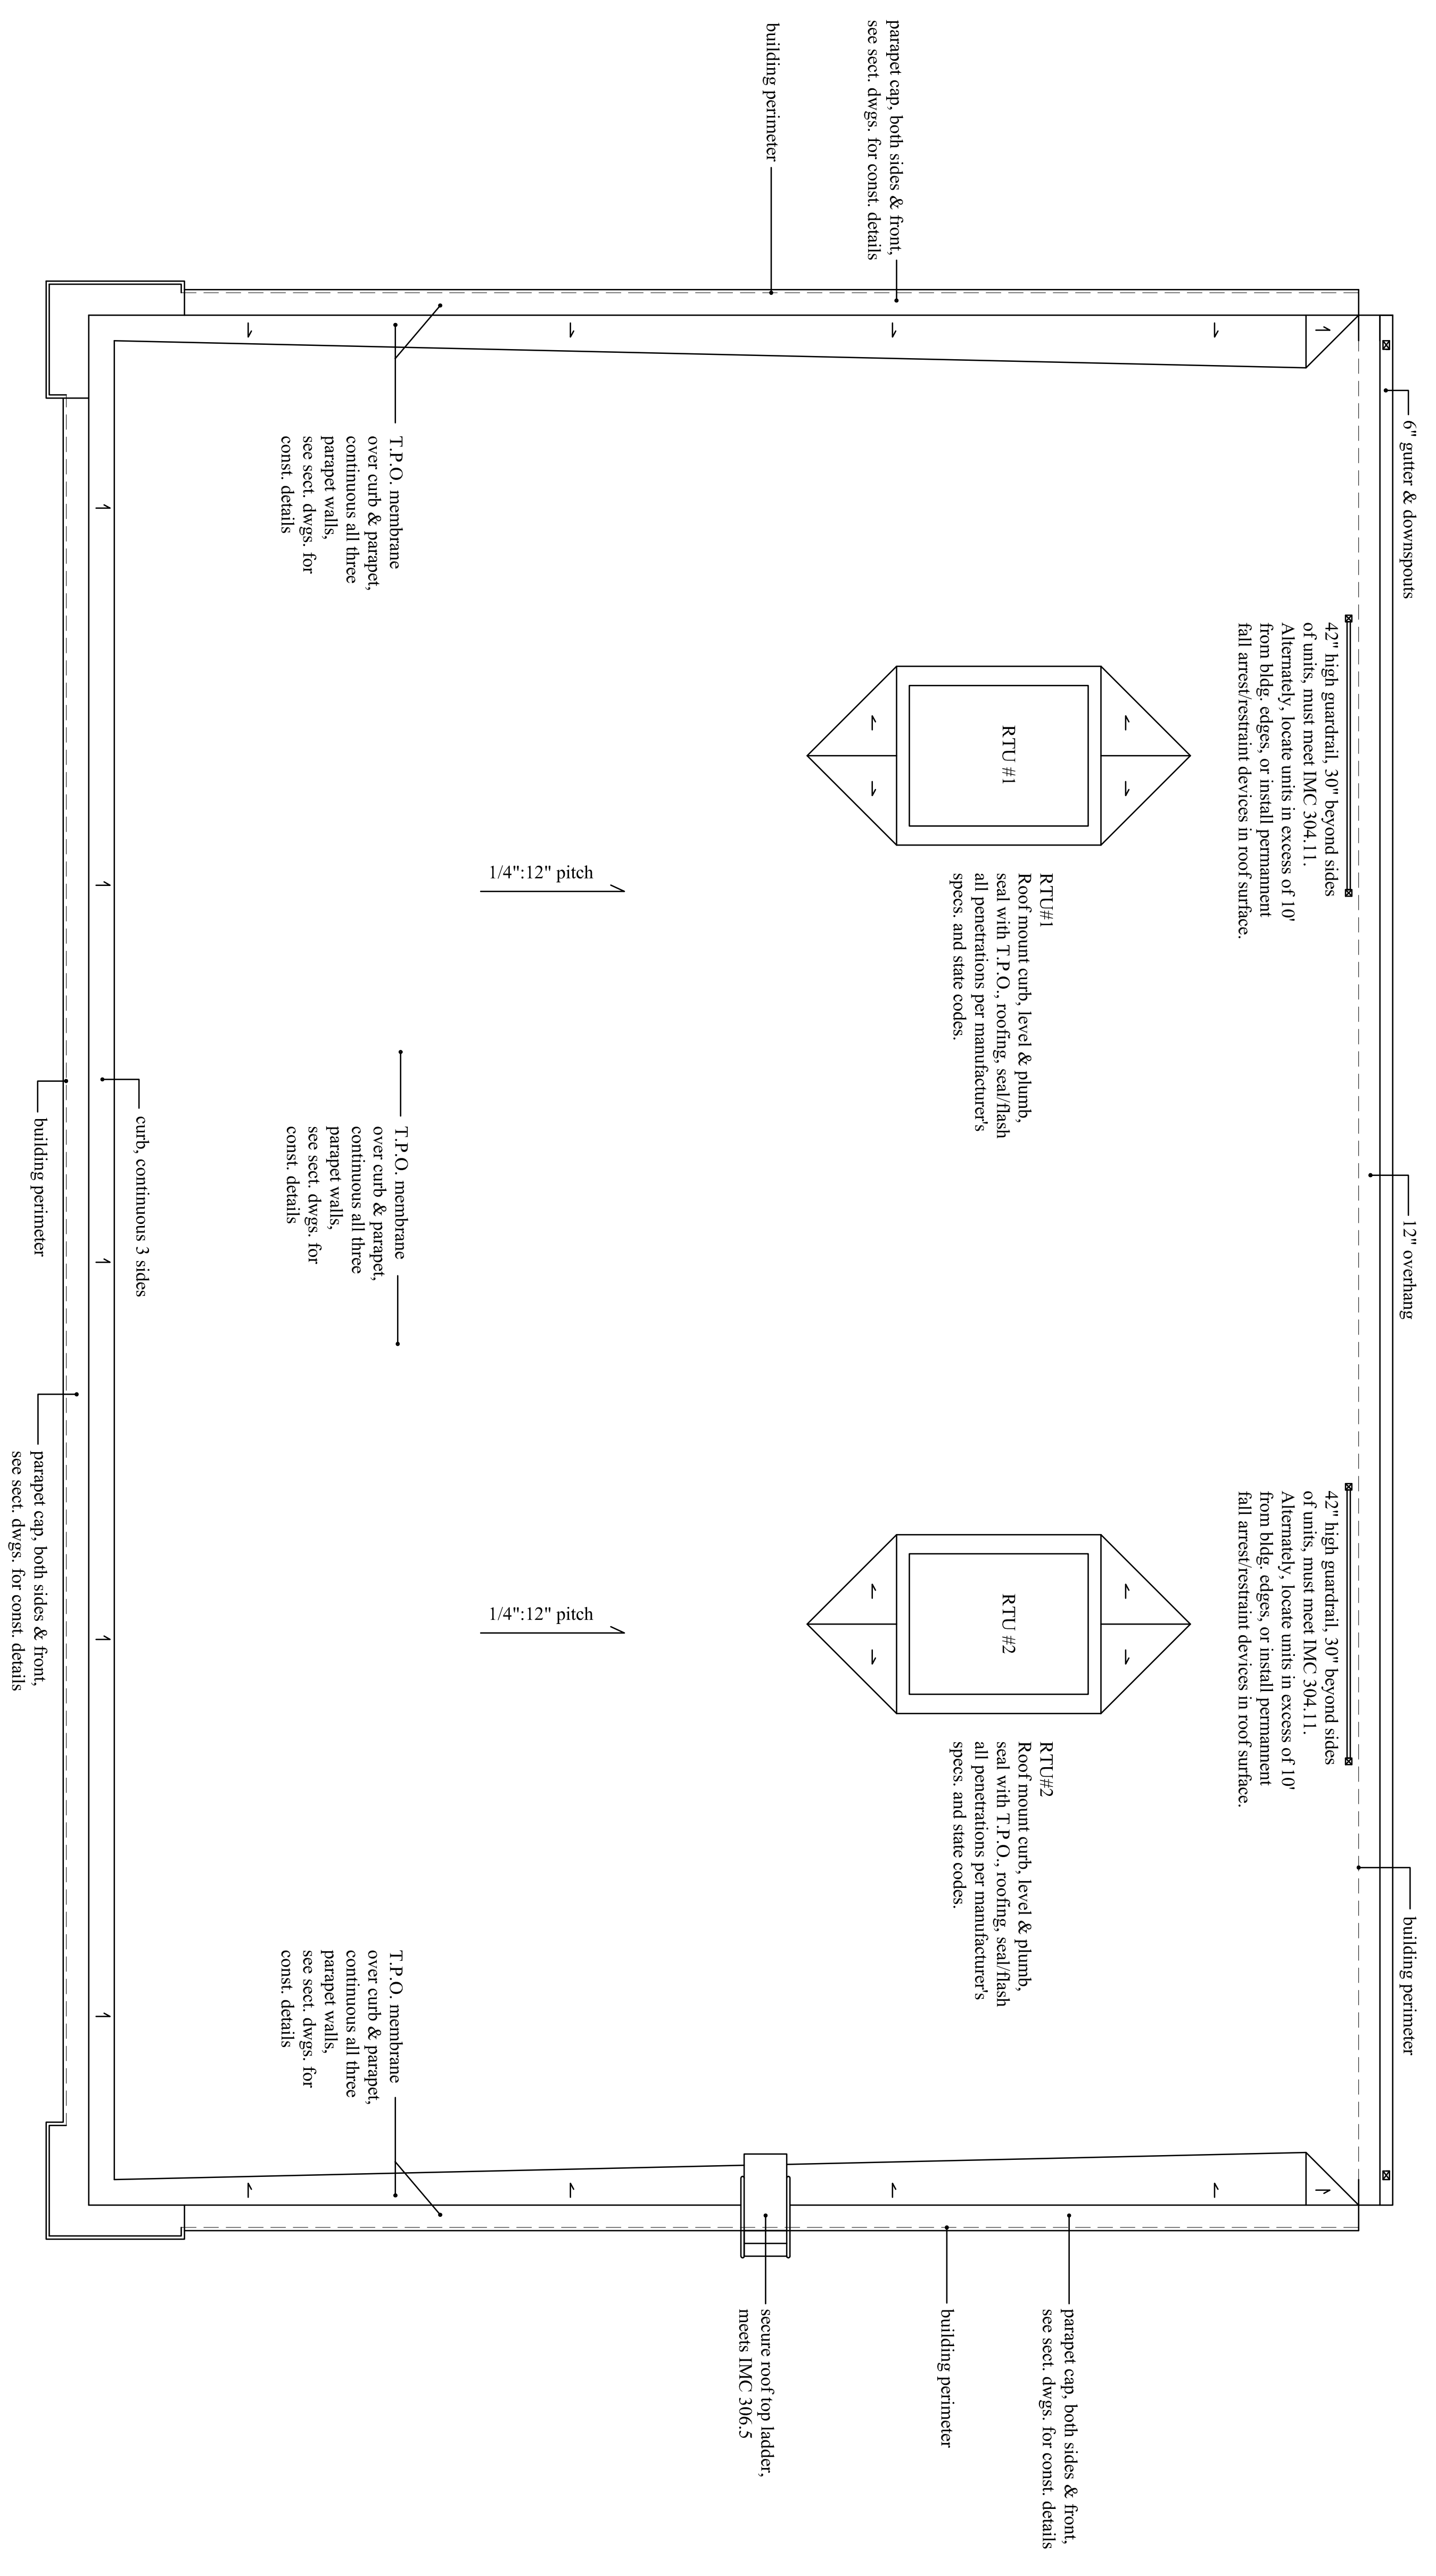 6" gutter & downspouts
12" overhang
building perimeter
42" high guardrail, 30" beyond sides
of units, must meet IMC 304.11.
Alternately, locate units in excess of 10'
from bldg. edges, or install permannent
fall arrest/restraint devices in roof surface.
42" high guardrail, 30" beyond sides
of units, must meet IMC 304.11.
Alternately, locate units in excess of 10'
from bldg. edges, or install permannent
fall arrest/restraint devices in roof surface.
parapet cap, both sides & front,
see sect. dwgs. for const. details
building perimeter
RTU #1
RTU#1
Roof mount curb, level & plumb,
seal with T.P.O., roofing, seal/flash
all penetrations per manufacturer's
specs. and state codes.
RTU #2
RTU#2
Roof mount curb, level & plumb,
seal with T.P.O., roofing, seal/flash
all penetrations per manufacturer's
specs. and state codes.
parapet cap, both sides & front,
see sect. dwgs. for const. details
building perimeter
secure roof top ladder,
meets IMC 306.5
1/4":12" pitch
1/4":12" pitch
T.P.O. membrane
over curb & parapet,
continuous all three
parapet walls,
see sect. dwgs. for
const. details
T.P.O. membrane
over curb & parapet,
continuous all three
parapet walls,
see sect. dwgs. for
const. details
T.P.O. membrane
over curb & parapet,
continuous all three
parapet walls,
see sect. dwgs. for
const. details
curb, continuous 3 sides
building perimeter
parapet cap, both sides & front,
see sect. dwgs. for const. details